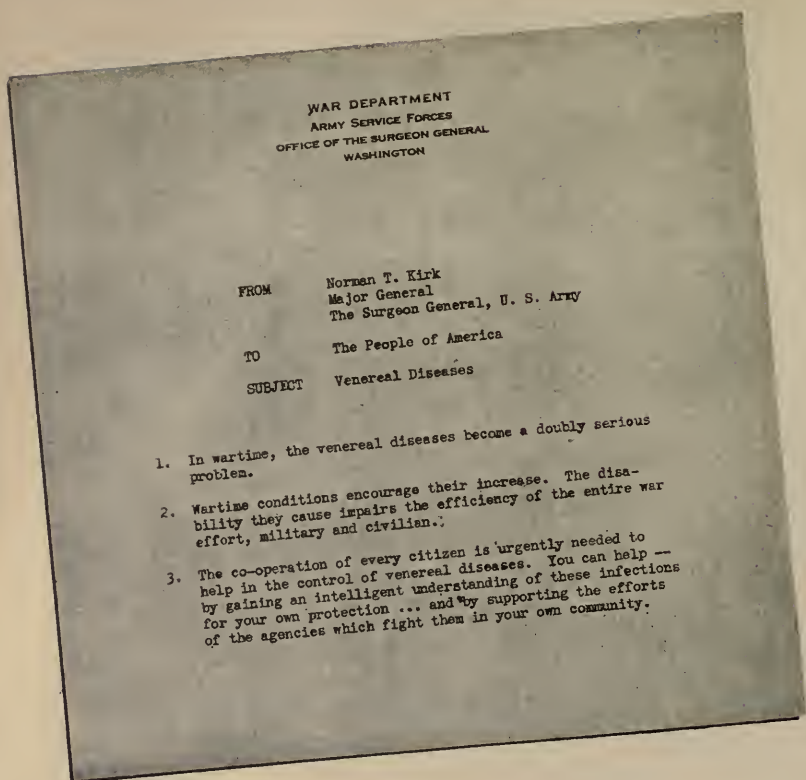 WAR DEPARTMENT
ARMY SERVICE FORCES
OFFICE OF THE SURGEON GENERAL
WASHINGTON
FROM Norman T. Kirk
Major General
The Surgeon General, U. S. Army
TO The People of America
SUBJECT Venereal Diseases
1. In wartime, the venereal diseases become a doubly serious
problem.
2. Wartime conditions encourage their increase. The disa-
bility they cause impairs the efficiency of the entire war
effort, military and civilian.
3. The co-operation of every citizen is urgently needed to
help in the control of venereal diseases. You can help —
by gaining an intelligent understanding of these infections
for your own protection ... and by supporting the efforts
of the agencies which fight them in your own community.